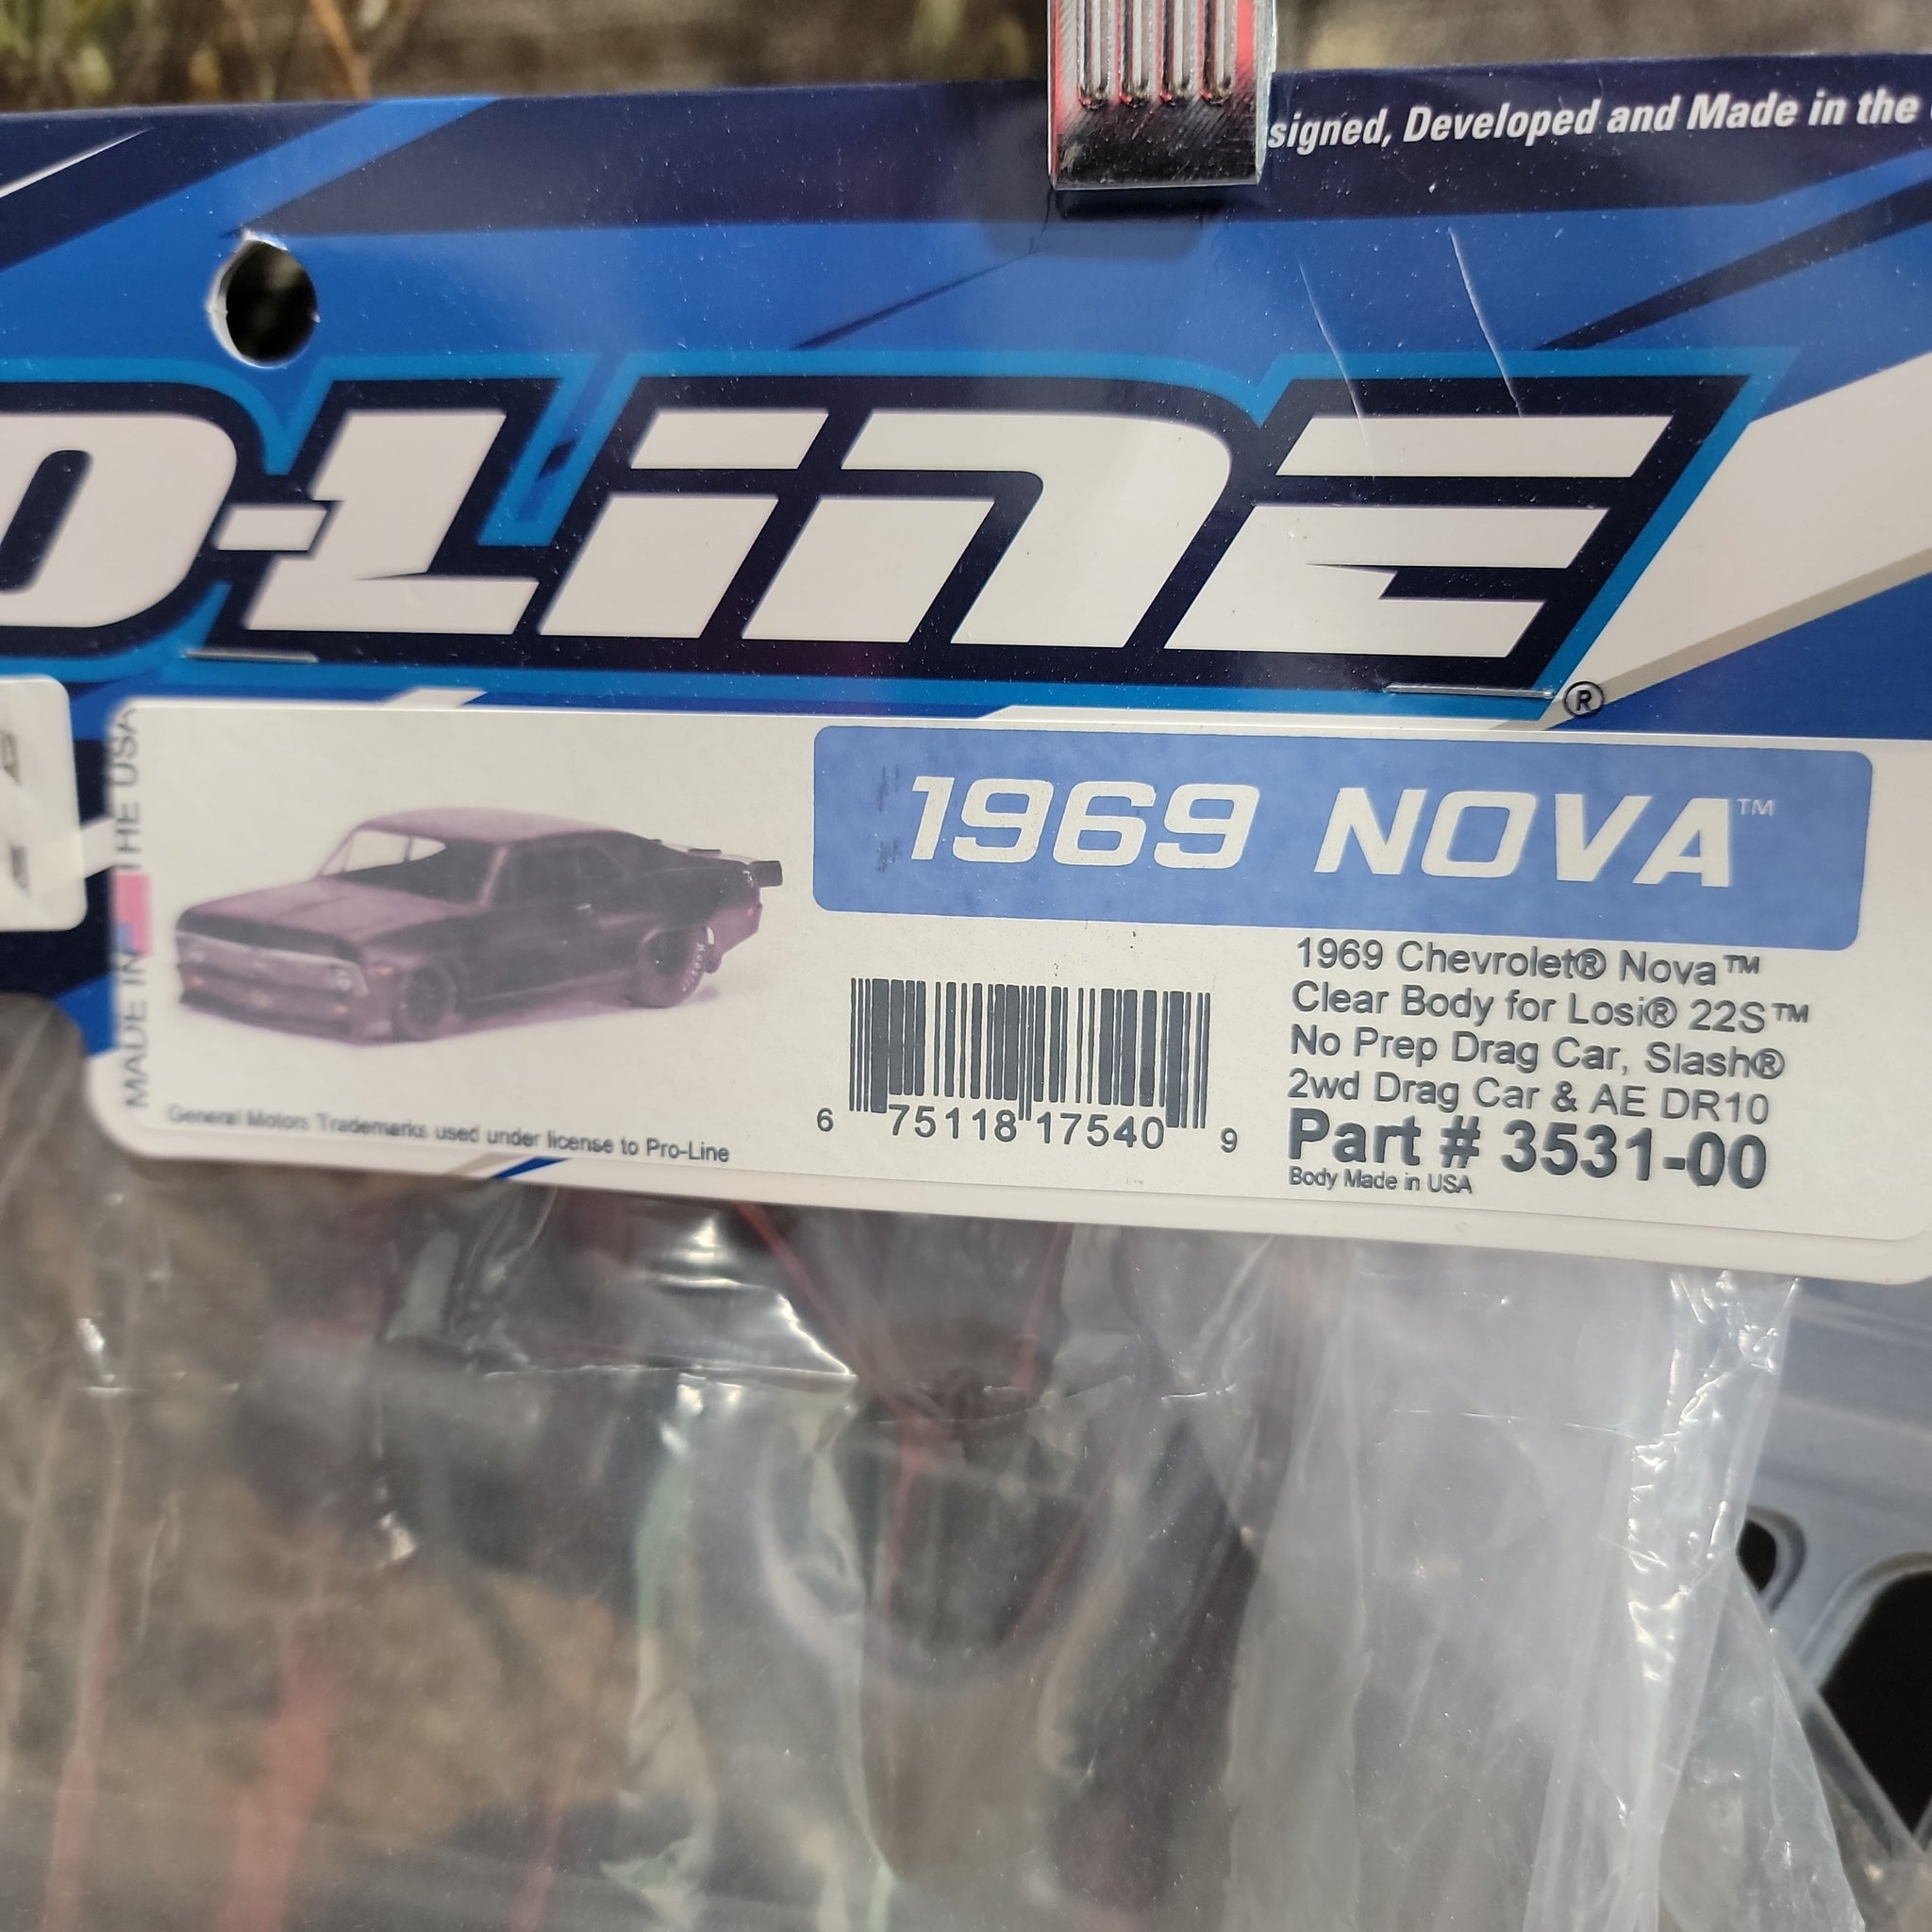 signed, Developed and Made in the
O-LINE®
MADE IN THE USA
1969 NOVA™
1969 Chevrolet® Nova™
Clear Body for Losi® 22S™
No Prep Drag Car, Slash®
2wd Drag Car & AE DR10
Part # 3531-00
Body Made in USA
6 75118 17540 9
General Motors Trademarks used under license to Pro-Line